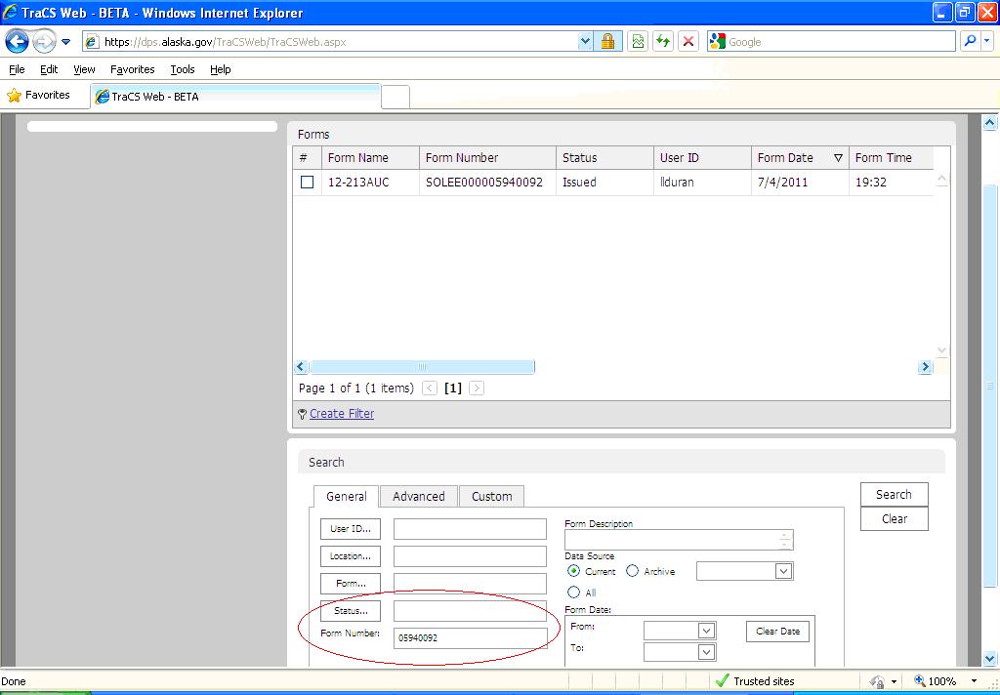 TraCS Web - BETA - Windows Internet Explorer
https://dps.alaska.gov/TraCSWeb/TraCSWeb.aspx
Google
File Edit View Favorites Tools Help
Favorites
TraCS Web - BETA
Forms
# Form Name Form Number Status User ID Form Date Form Time
12-213AUC SOLEE000005940092 Issued llduran 7/4/2011 19:32
Page 1 of 1 (1 items) < [1] >
Create Filter
Search
General Advanced Custom
Search
Clear
User ID...
Location...
Form...
Status...
Form Number: 05940092
Form Description
Data Source
Current Archive
All
Form Date:
From:
To:
Clear Date
Done
Trusted sites
100%